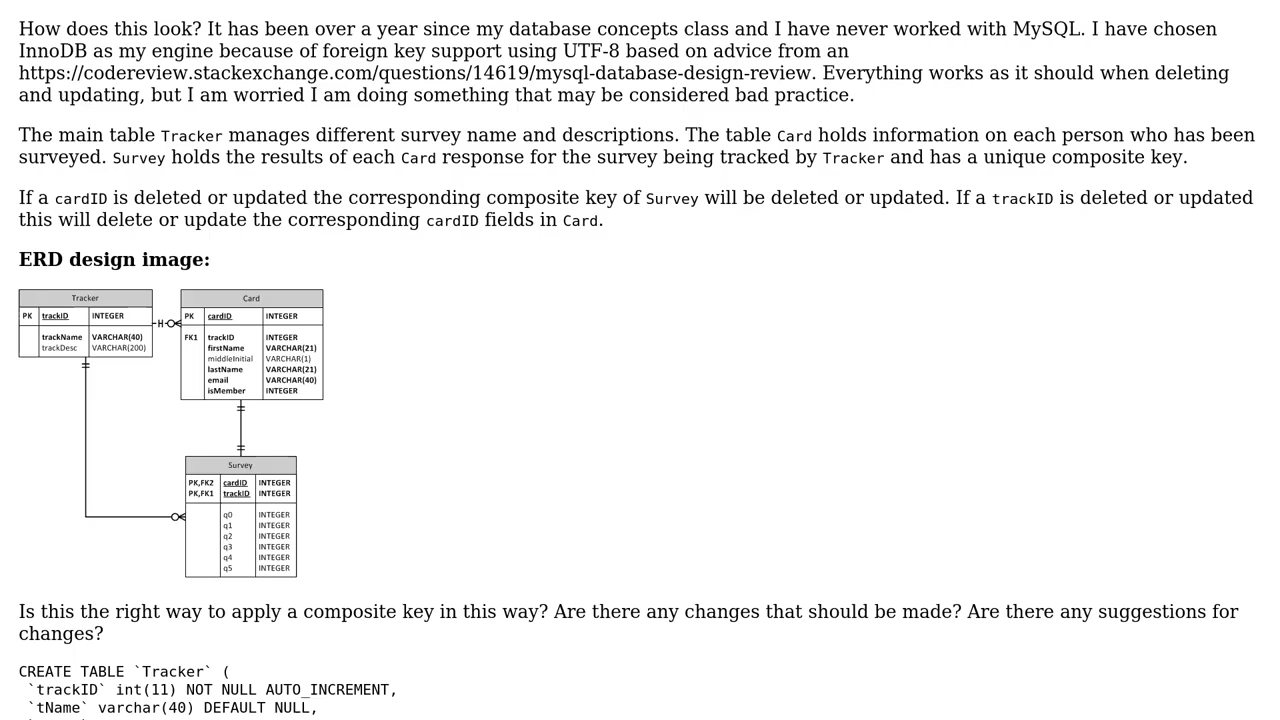 How does this look? It has been over a year since my database concepts class and I have never worked with MySQL. I have chosen
InnoDB as my engine because of foreign key support using UTF-8 based on advice from an
https://codereview.stackexchange.com/questions/14619/mysql-database-design-review. Everything works as it should when deleting
and updating, but I am worried I am doing something that may be considered bad practice.
The main table Tracker manages different survey name and descriptions. The table Card holds information on each person who has been
surveyed. Survey holds the results of each Card response for the survey being tracked by Tracker and has a unique composite key.
If a cardID is deleted or updated the corresponding composite key of Survey will be deleted or updated. If a trackID is deleted or updated
this will delete or update the corresponding cardID fields in Card.
ERD design image:
Tracker
PK trackID INTEGER
trackName VARCHAR(40)
trackDesc VARCHAR(200)
Card
PK cardID INTEGER
FK1 trackID INTEGER
firstName VARCHAR(21)
middleInitial VARCHAR(1)
lastName VARCHAR(21)
email VARCHAR(40)
isMember INTEGER
Survey
PK,FK2 cardID INTEGER
PK,FK1 trackID INTEGER
q0 INTEGER
q1 INTEGER
q2 INTEGER
q3 INTEGER
q4 INTEGER
q5 INTEGER
Is this the right way to apply a composite key in this way? Are there any changes that should be made? Are there any suggestions for
changes?
CREATE TABLE `Tracker` (
`trackID` int(11) NOT NULL AUTO_INCREMENT,
`tName` varchar(40) DEFAULT NULL,